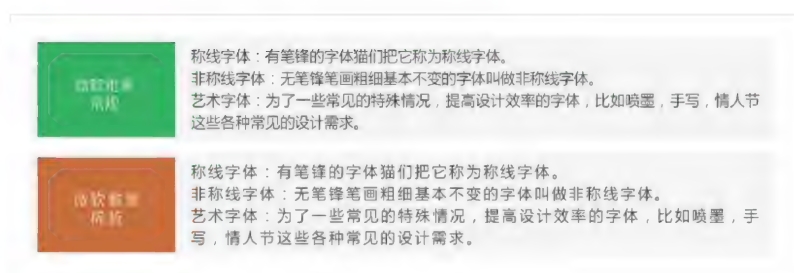 称线字体：有笔锋的字体猫们把它称为称线字体。
非称线字体：无笔锋笔画粗细基本不变的字体叫做非称线字体。
艺术字体：为了一些常见的特殊情况，提高设计效率的字体，比如喷墨，手写，情人节
这些各种常见的设计需求。
称线字体：有笔锋的字体猫们把它称为称线字体。
非称线字体：无笔锋笔画粗细基本不变的字体叫做非称线字体。
艺术字体：为了一些常见的特殊情况，提高设计效率的字体，比如喷墨，手
写，情人节这些各种常见的设计需求。